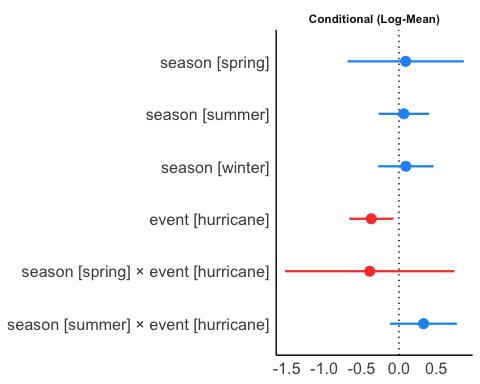 Conditional (Log-Mean)
season [spring]
season [summer]
season [winter]
event [hurricane]
season [spring] × event [hurricane]
season [summer] × event [hurricane]
-1.5 -1.0 -0.5 0.0 0.5